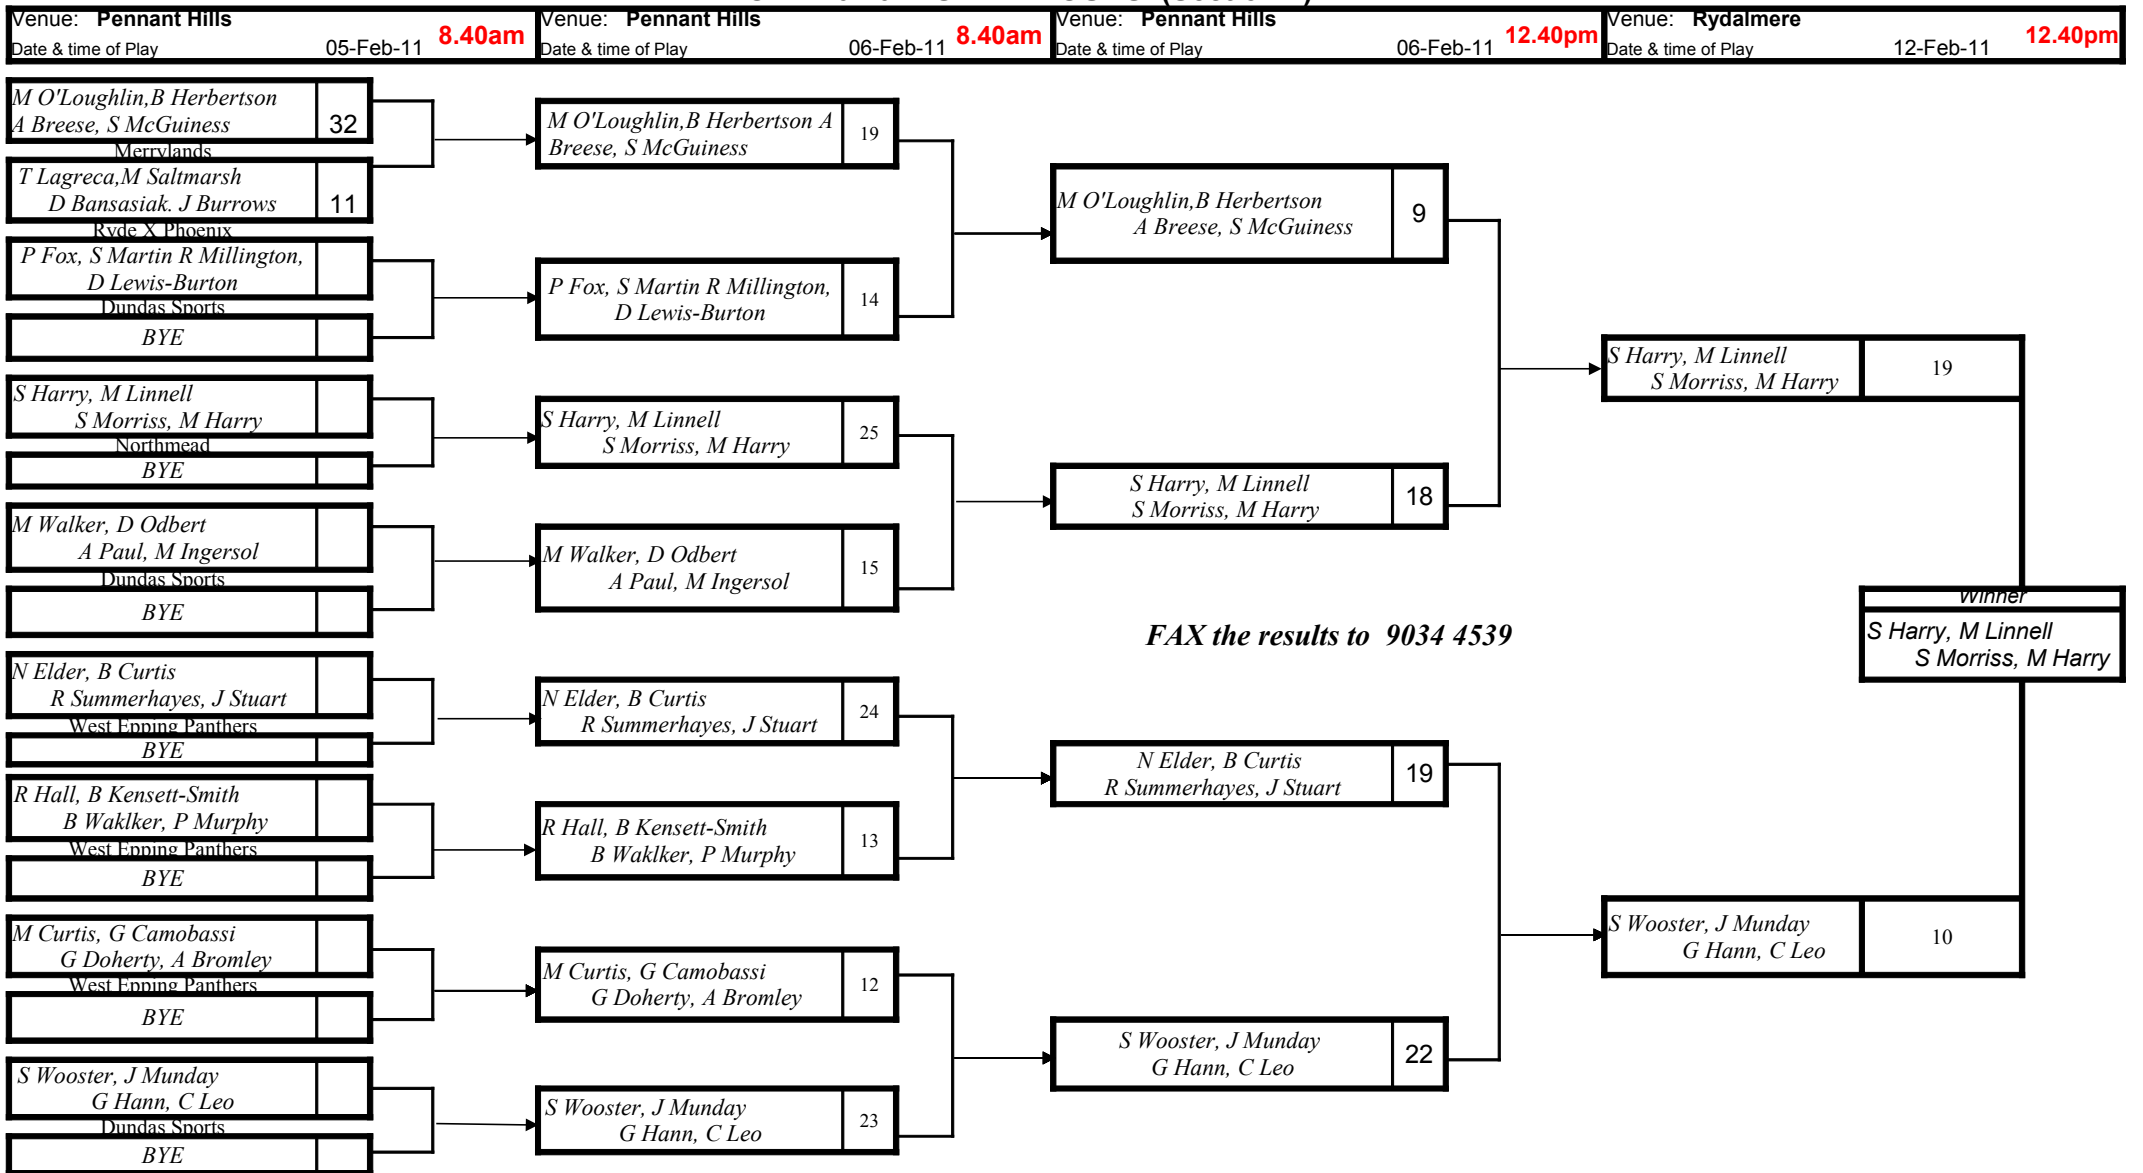 Venue: Pennant Hills
Date & time of Play 05-Feb-11 8.40am
Venue: Pennant Hills
Date & time of Play 06-Feb-11 8.40am
Venue: Pennant Hills
Date & time of Play 06-Feb-11 12.40pm
Venue: Rydalmere
Date & time of Play 12-Feb-11 12.40pm
M O'Loughlin,B Herbertson
A Breese, S McGuiness 32
Merrylands
T Lagreca,M Saltmarsh
D Bansasiak. J Burrows 11
Ryde X Phoenix
P Fox, S Martin R Millington,
D Lewis-Burton
Dundas Sports
BYE
S Harry, M Linnell
S Morriss, M Harry
Northmead
BYE
M Walker, D Odbert
A Paul, M Ingersol
Dundas Sports
BYE
N Elder, B Curtis
R Summerhayes, J Stuart
West Epping Panthers
BYE
R Hall, B Kensett-Smith
B Waklker, P Murphy
West Epping Panthers
BYE
M Curtis, G Camobassi
G Doherty, A Bromley
West Epping Panthers
BYE
S Wooster, J Munday
G Hann, C Leo
Dundas Sports
BYE
M O'Loughlin,B Herbertson A
Breese, S McGuiness 19
P Fox, S Martin R Millington,
D Lewis-Burton 14
S Harry, M Linnell
S Morriss, M Harry 25
M Walker, D Odbert
A Paul, M Ingersol 15
N Elder, B Curtis
R Summerhayes, J Stuart 24
R Hall, B Kensett-Smith
B Waklker, P Murphy 13
M Curtis, G Camobassi
G Doherty, A Bromley 12
S Wooster, J Munday
G Hann, C Leo 23
M O'Loughlin,B Herbertson
A Breese, S McGuiness 9
S Harry, M Linnell
S Morriss, M Harry 18
FAX the results to 9034 4539
N Elder, B Curtis
R Summerhayes, J Stuart 19
S Wooster, J Munday
G Hann, C Leo 22
S Harry, M Linnell
S Morriss, M Harry 19
Winner
S Harry, M Linnell
S Morriss, M Harry
S Wooster, J Munday
G Hann, C Leo 10